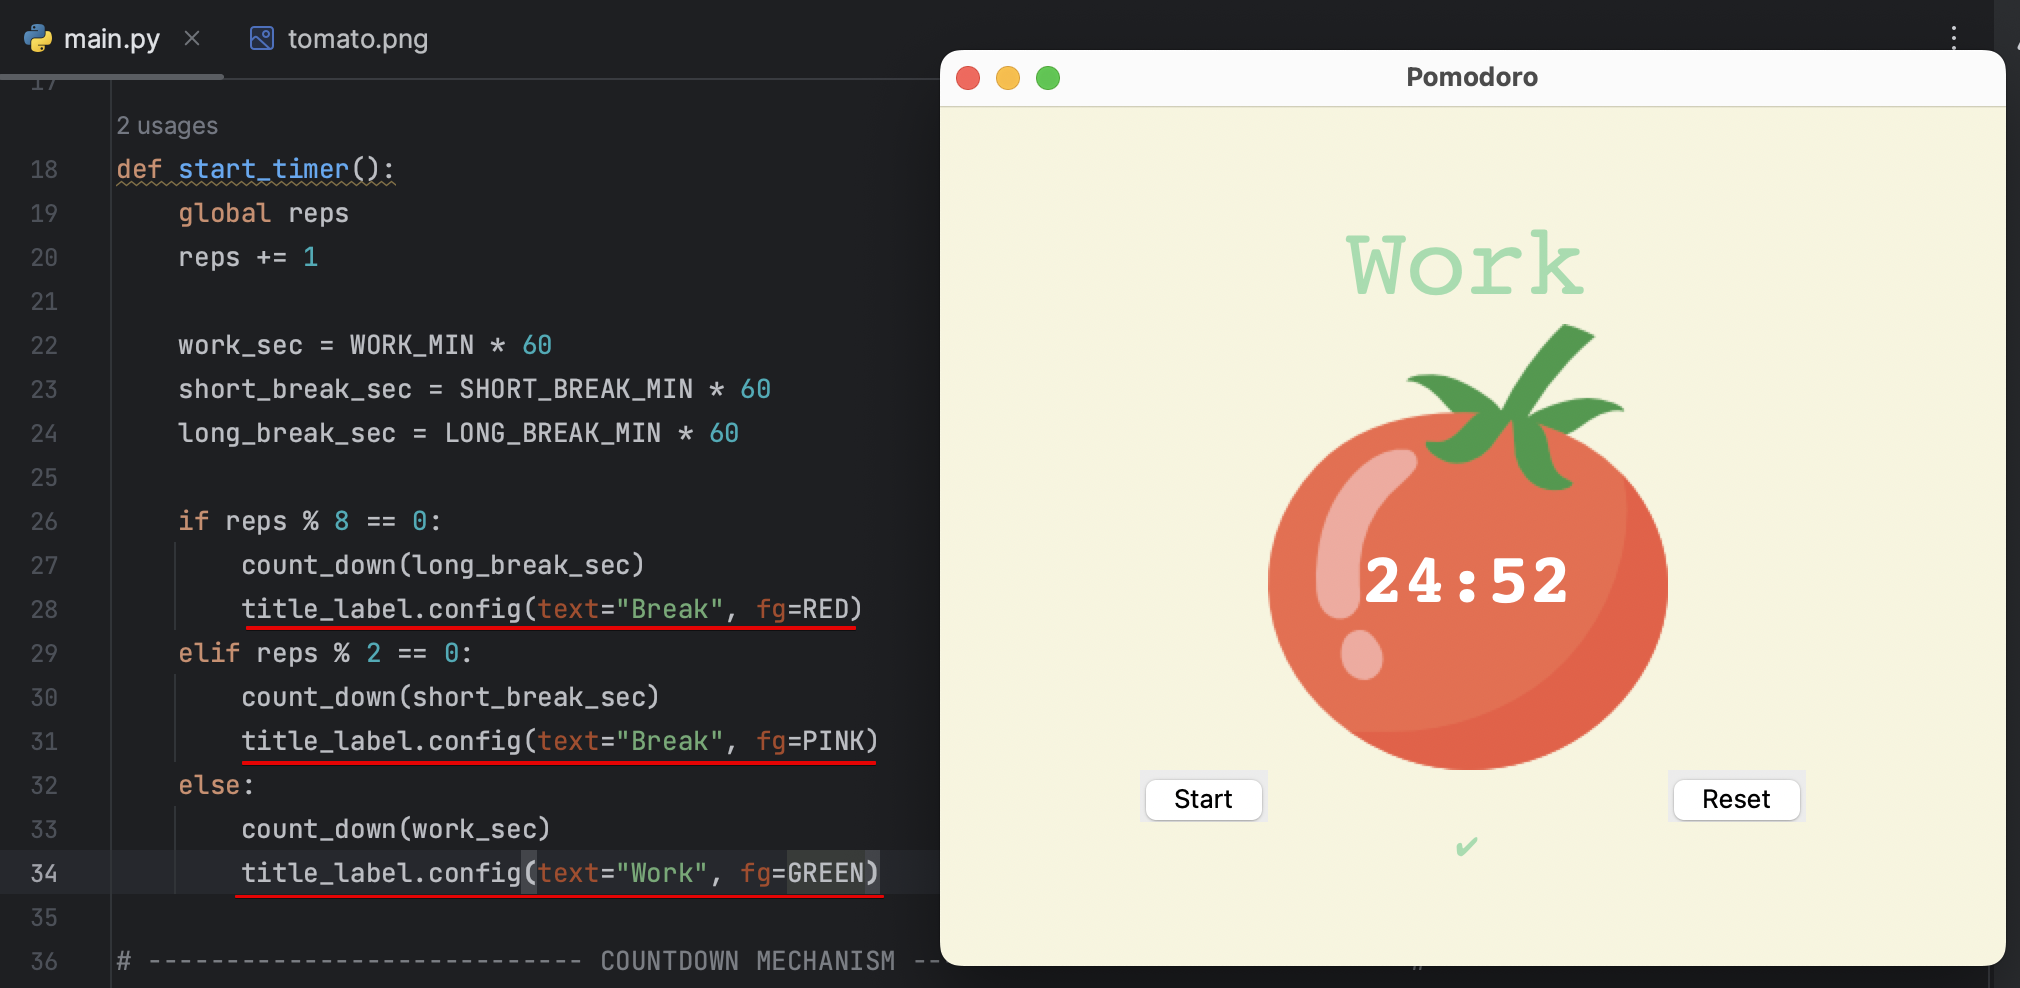 main.py
tomato.png
17
2 usages
18 def start_timer():
19 global reps
20 reps += 1
21
22 work_sec = WORK_MIN * 60
23 short_break_sec = SHORT_BREAK_MIN * 60
24 long_break_sec = LONG_BREAK_MIN * 60
25
26 if reps % 8 == 0:
27 count_down(long_break_sec)
28 title_label.config(text="Break", fg=RED)
29 elif reps % 2 == 0:
30 count_down(short_break_sec)
31 title_label.config(text="Break", fg=PINK)
32 else:
33 count_down(work_sec)
34 title_label.config(text="Work", fg=GREEN)
35
36 # ---------------------------- COUNTDOWN MECHANISM --
Pomodoro
Work
24:52
Start
Reset
✔